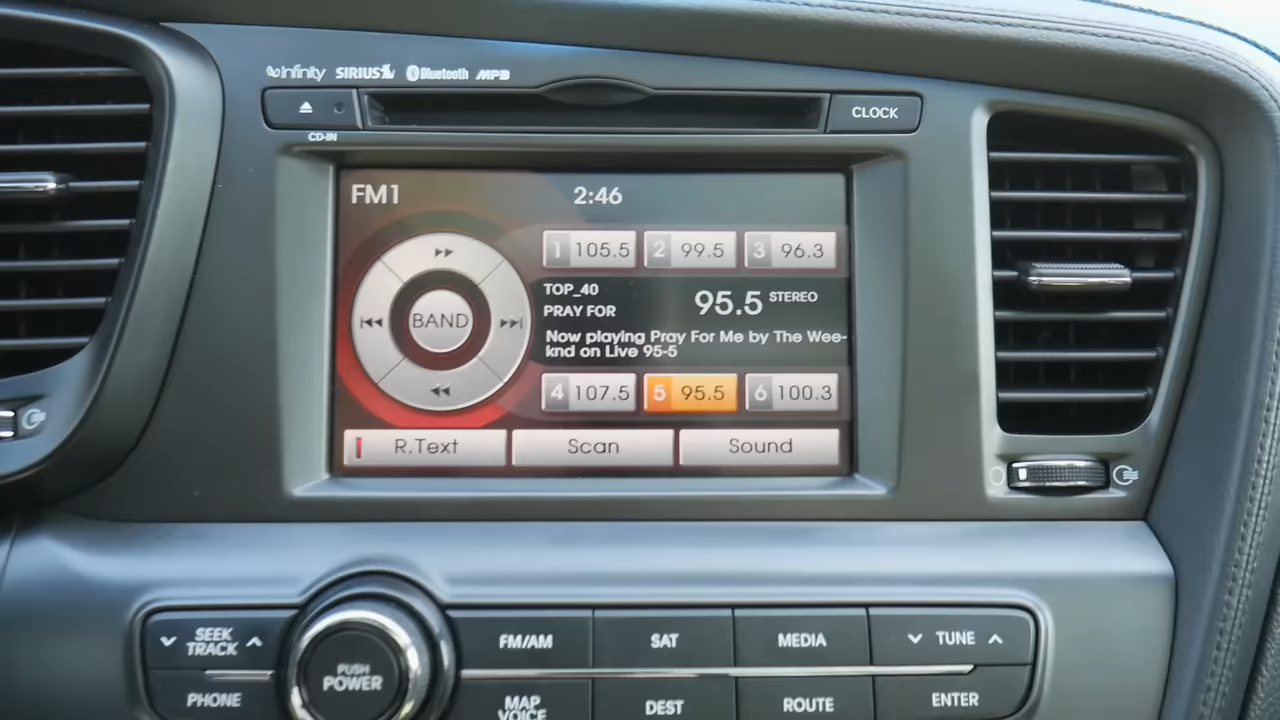 infinity SIRIUS Bluetooth MP3
CD-IN
CLOCK
FM1
2:46
1 105.5 2 99.5 3 96.3
BAND
TOP_40
PRAY FOR
95.5 STEREO
Now playing Pray For Me by The Wee-
knd on Live 95-5
4 107.5 5 95.5 6 100.3
R.Text Scan Sound
SEEK
TRACK
PUSH
POWER
FM/AM SAT MEDIA TUNE
PHONE
MAP
VOICE
DEST ROUTE ENTER